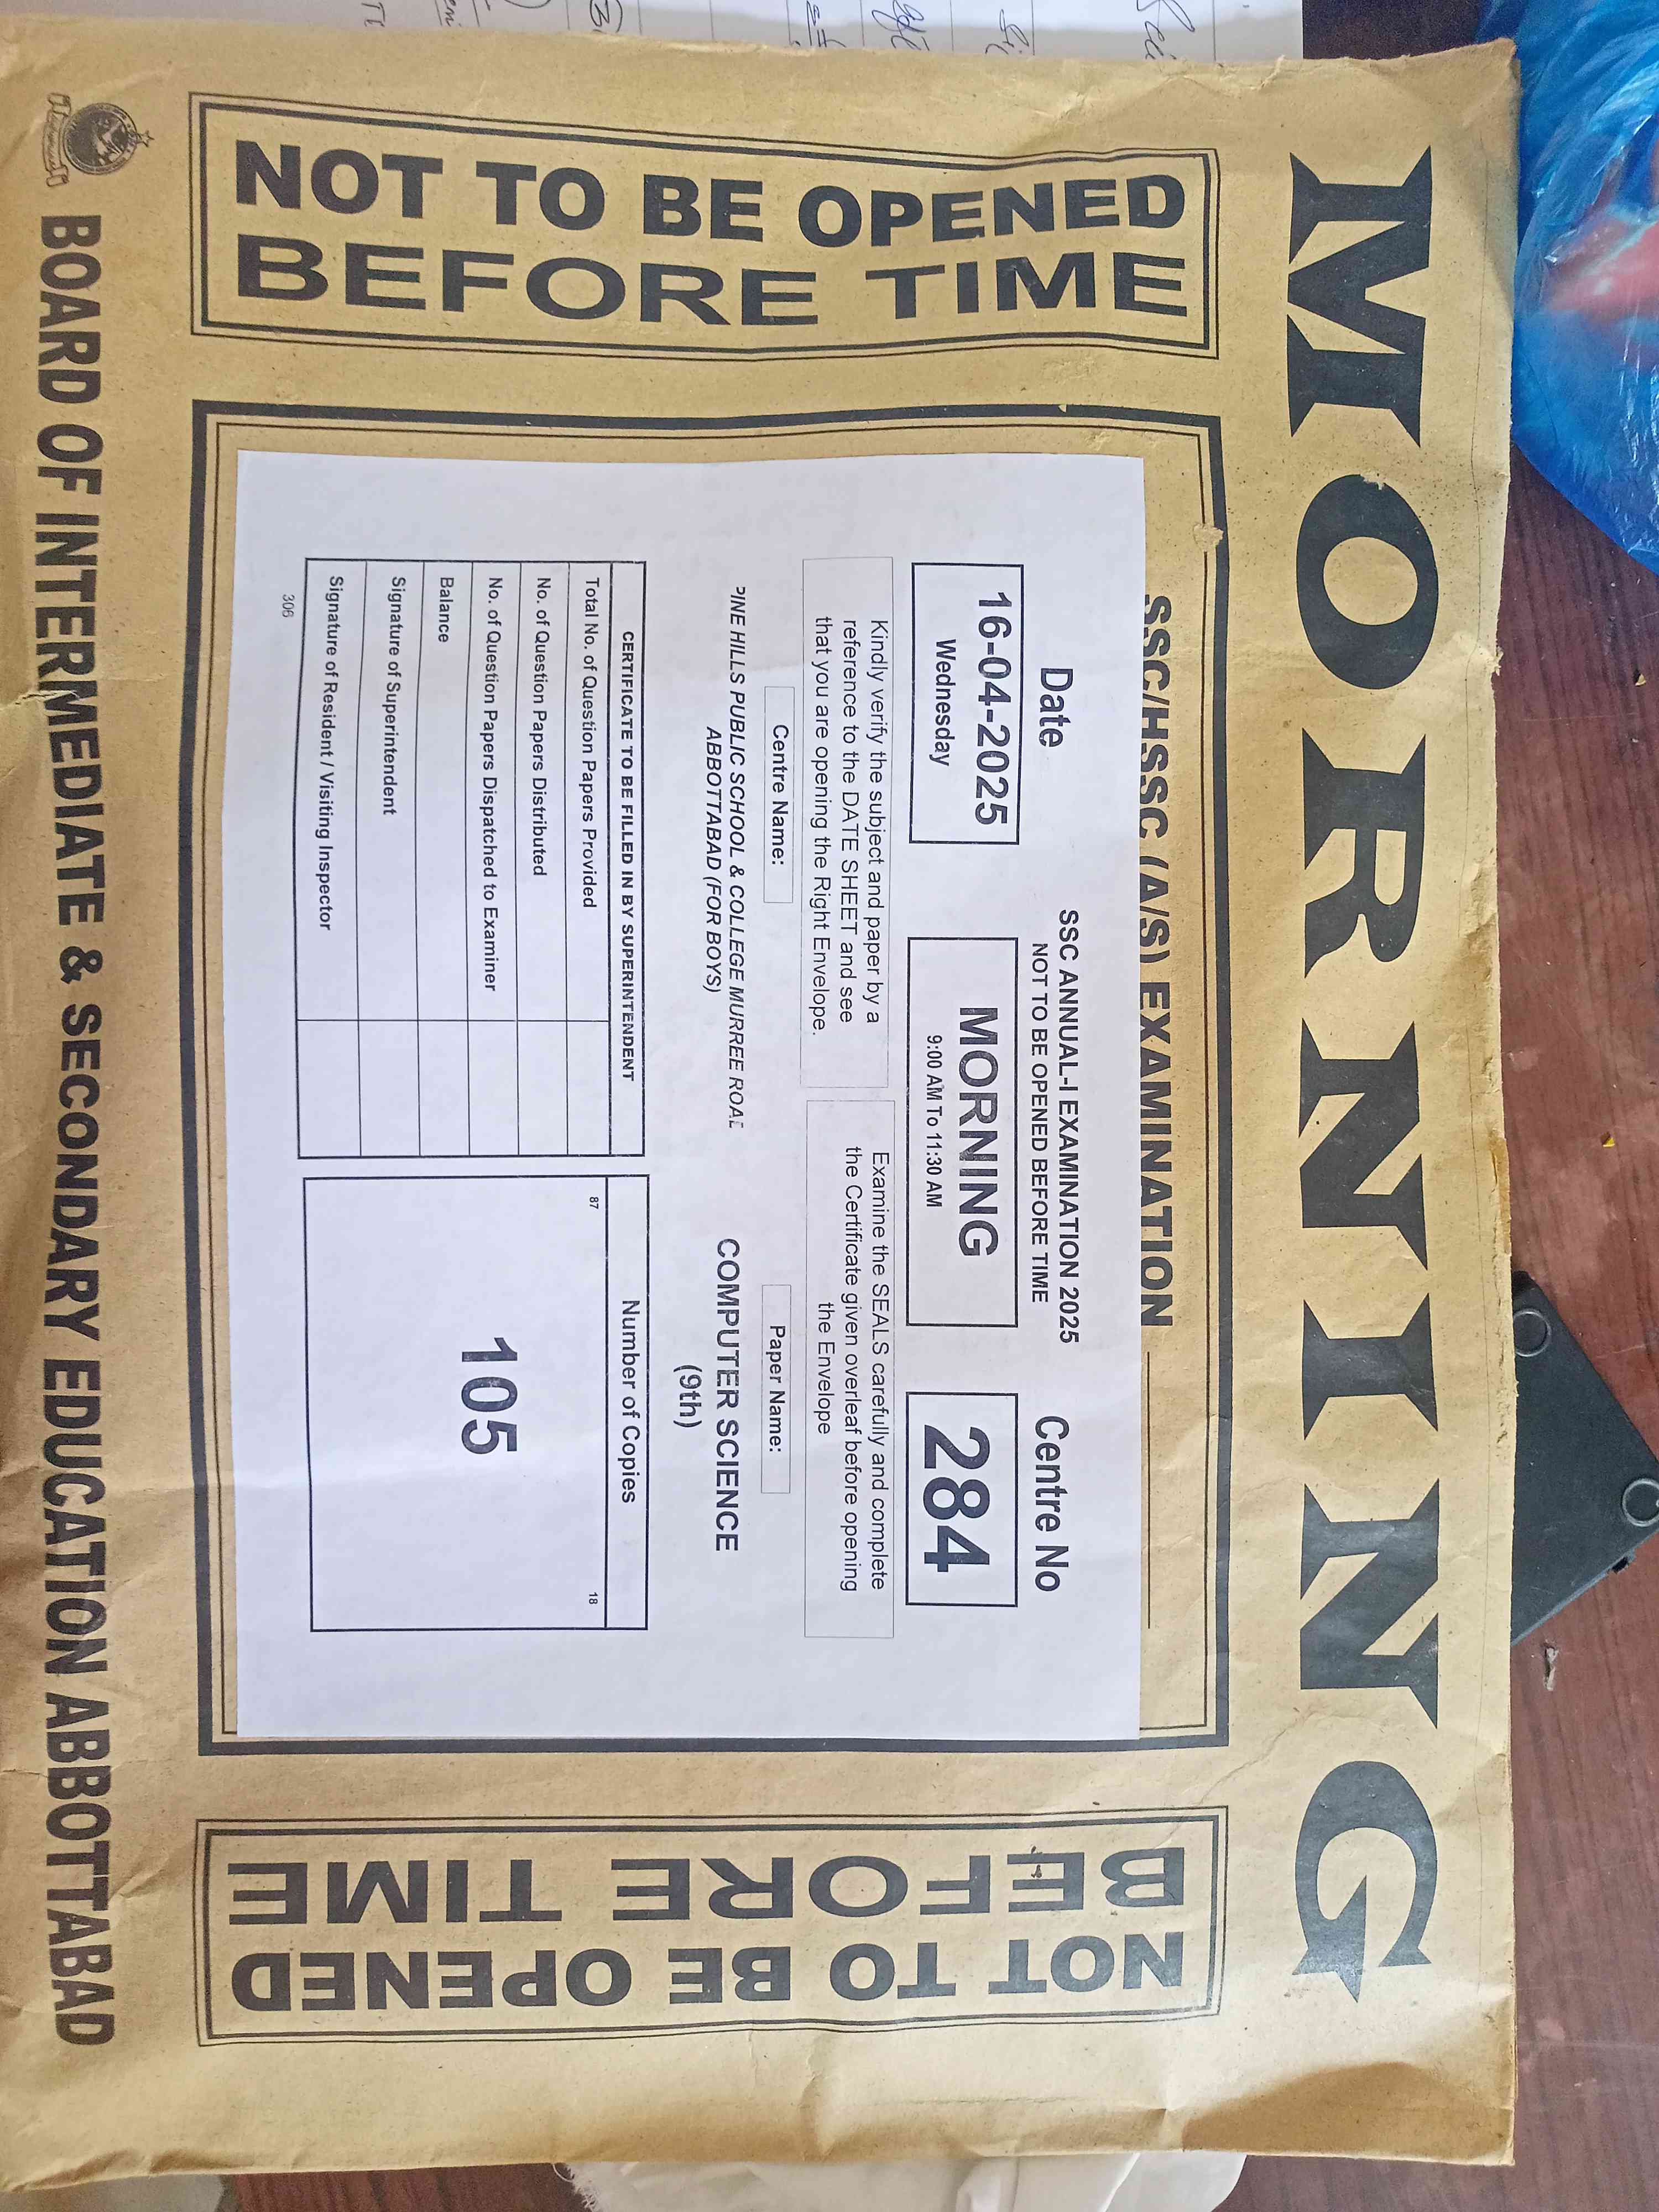 MORNING
NOT TO BE OPENED
BEFORE TIME
SSC/HSSC (A/S) EXAMINATION
SSC ANNUAL-I EXAMINATION 2025
NOT TO BE OPENED BEFORE TIME
Date
Centre No
16-04-2025
Wednesday
MORNING
9:00 AM To 11:30 AM
284
Kindly verify the subject and paper by a
reference to the DATE SHEET and see
that you are opening the Right Envelope.
Examine the SEALS carefully and complete
the Certificate given overleaf before opening
the Envelope
Centre Name:
Paper Name:
PINE HILLS PUBLIC SCHOOL & COLLEGE MURREE ROAD
ABBOTTABAD (FOR BOYS)
COMPUTER SCIENCE
(9th)
CERTIFICATE TO BE FILLED IN BY SUPERINTENDENT
Total No. of Question Papers Provided
No. of Question Papers Distributed
No. of Question Papers Dispatched to Examiner
Balance
Signature of Superintendent
Signature of Resident / Visiting Inspector
306
Number of Copies
87
18
105
NOT TO BE OPENED
BEFORE TIME
BOARD OF INTERMEDIATE & SECONDARY EDUCATION ABBOTTABAD